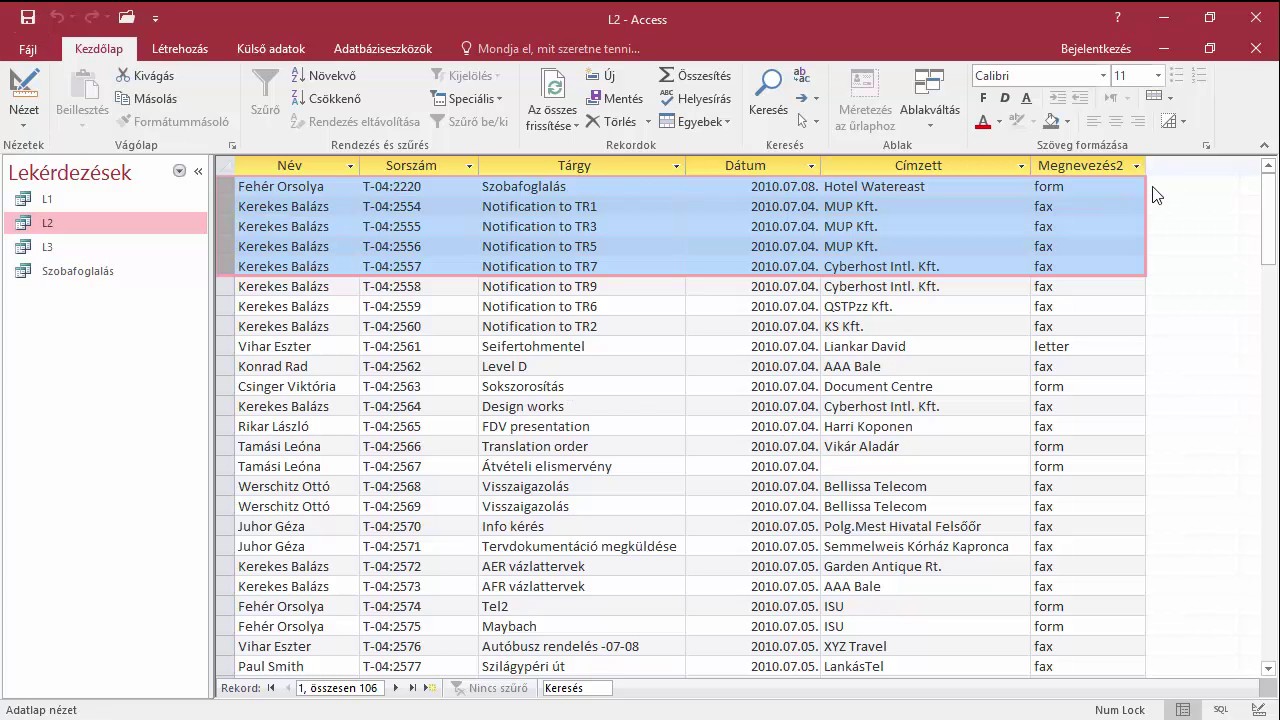 L2 - Access
?
Fájl Kezdőlap Létrehozás Külső adatok Adatbáziseszközök Mondja el, mit szeretne tenni... Bejelentkezés
Nézet
Beillesztés
Kivágás
Másolás
Formátummásoló
Szűrő
Növekvő
Csökkenő
Rendezés eltávolítása
Kijelölés
Speciális
Szűrő be/ki
Az összes
frissítése
Új
Mentés
Törlés
Összesítés
Helyesírás
Egyebek
Keresés
Méretezés
az űrlaphoz
Ablakváltás
Calibri 11
F D A
Nézetek Vágólap Rendezés és szűrés Rekordok Keresés Ablak Szöveg formázása
Lekérdezések
L1
L2
L3
Szobafoglalás
Név Sorszám Tárgy Dátum Címzett Megnevezés2
Fehér Orsolya T-04:2220 Szobafoglalás 2010.07.08. Hotel Watereast form
Kerekes Balázs T-04:2554 Notification to TR1 2010.07.04. MUP Kft. fax
Kerekes Balázs T-04:2555 Notification to TR3 2010.07.04. MUP Kft. fax
Kerekes Balázs T-04:2556 Notification to TR5 2010.07.04. MUP Kft. fax
Kerekes Balázs T-04:2557 Notification to TR7 2010.07.04. Cyberhost Intl. Kft. fax
Kerekes Balázs T-04:2558 Notification to TR9 2010.07.04. Cyberhost Intl. Kft. fax
Kerekes Balázs T-04:2559 Notification to TR6 2010.07.04. QSTPzz Kft. fax
Kerekes Balázs T-04:2560 Notification to TR2 2010.07.04. KS Kft. fax
Vihar Eszter T-04:2561 Seifertohmentel 2010.07.04. Liankar David letter
Konrad Rad T-04:2562 Level D 2010.07.04. AAA Bale fax
Csinger Viktória T-04:2563 Sokszorosítás 2010.07.04. Document Centre form
Kerekes Balázs T-04:2564 Design works 2010.07.04. Cyberhost Intl. Kft. fax
Rikar László T-04:2565 FDV presentation 2010.07.04. Harri Koponen fax
Tamási Leóna T-04:2566 Translation order 2010.07.04. Vikár Aladár form
Tamási Leóna T-04:2567 Átvételi elismervény 2010.07.04. form
Werschitz Ottó T-04:2568 Visszaigazolás 2010.07.04. Bellissa Telecom fax
Werschitz Ottó T-04:2569 Visszaigazolás 2010.07.04. Bellissa Telecom fax
Juhor Géza T-04:2570 Info kérés 2010.07.05. Polg.Mest Hivatal Felsőőr fax
Juhor Géza T-04:2571 Tervdokumentáció megküldése 2010.07.05. Semmelweis Kórház Kapronca fax
Kerekes Balázs T-04:2572 AER vázlattervek 2010.07.05. Garden Antique Rt. fax
Kerekes Balázs T-04:2573 AFR vázlattervek 2010.07.05. AAA Bale fax
Fehér Orsolya T-04:2574 Tel2 2010.07.05. ISU form
Fehér Orsolya T-04:2575 Maybach 2010.07.05. ISU form
Vihar Eszter T-04:2576 Autóbusz rendelés -07-08 2010.07.05. XYZ Travel fax
Paul Smith T-04:2577 Szilágypéri út 2010.07.05. LankásTel fax
Rekord: 1, összesen 106 Nincs szűrő Keresés
Adatlap nézet Num Lock SQL